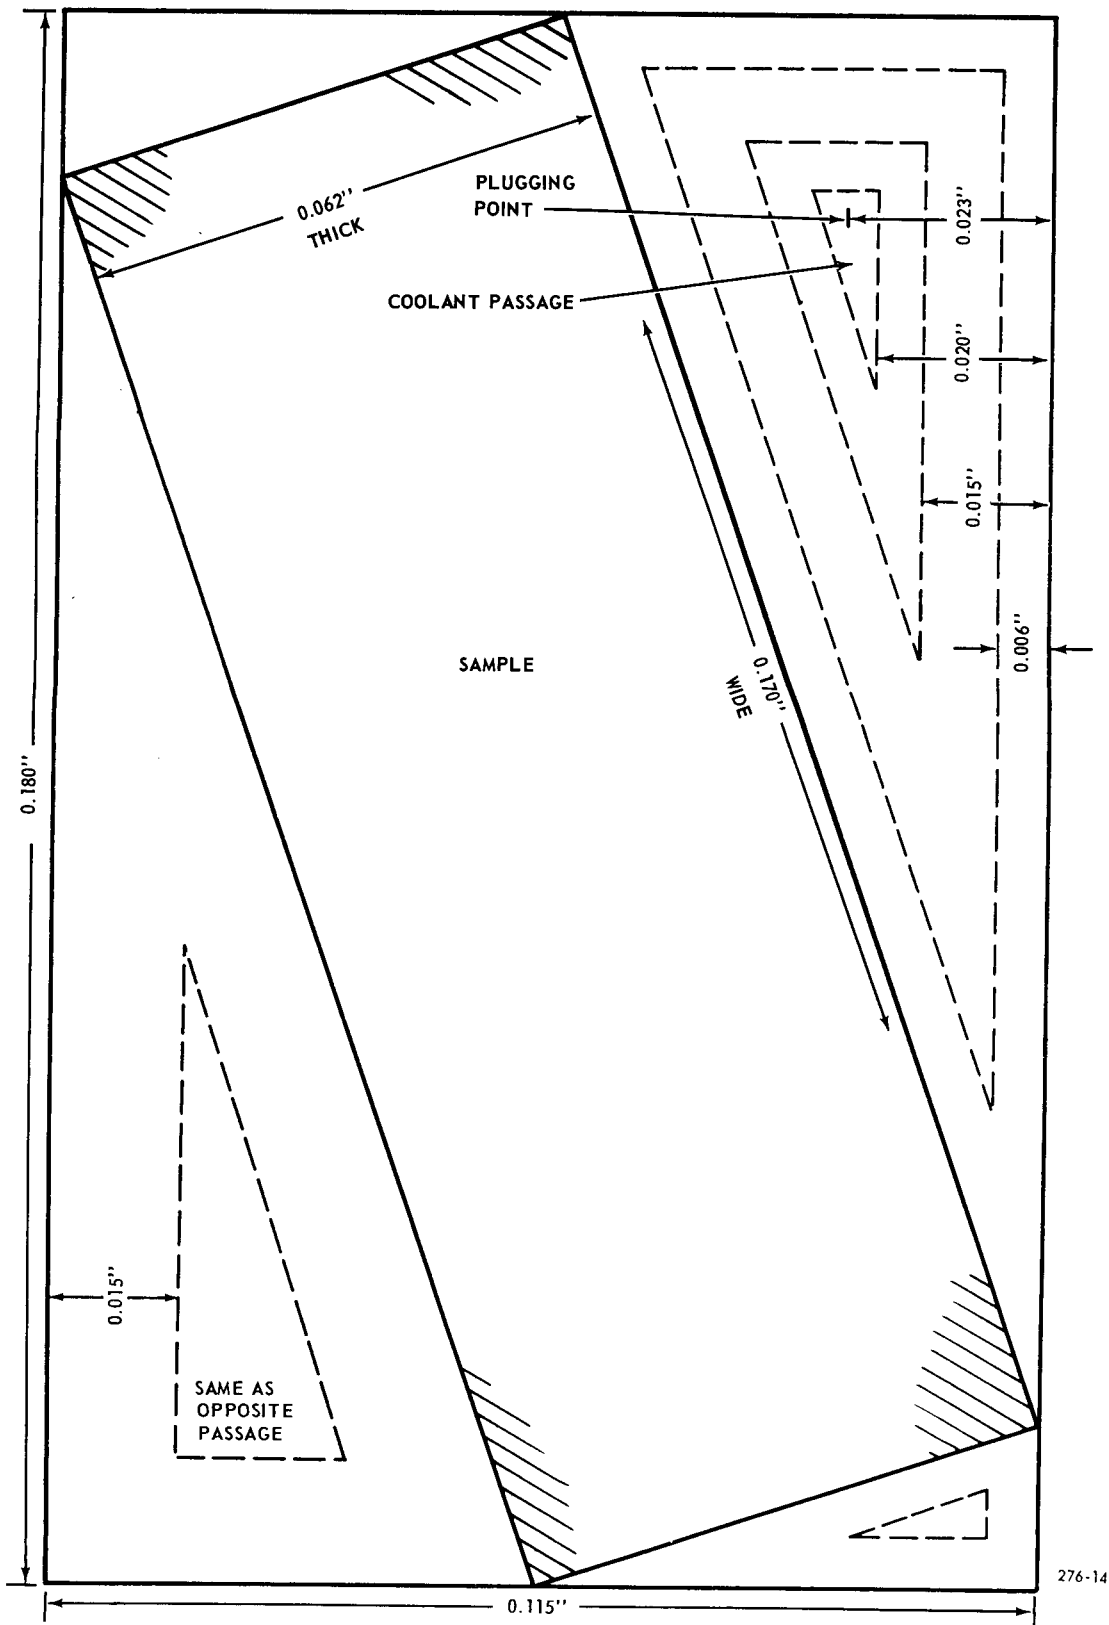 0.062"
THICK
PLUGGING
POINT
0.023"
COOLANT PASSAGE
0.020"
0.015"
0.006"
SAMPLE
0.170"
WIDE
0.180"
0.015"
SAME AS
OPPOSITE
PASSAGE
276-14
0.115"